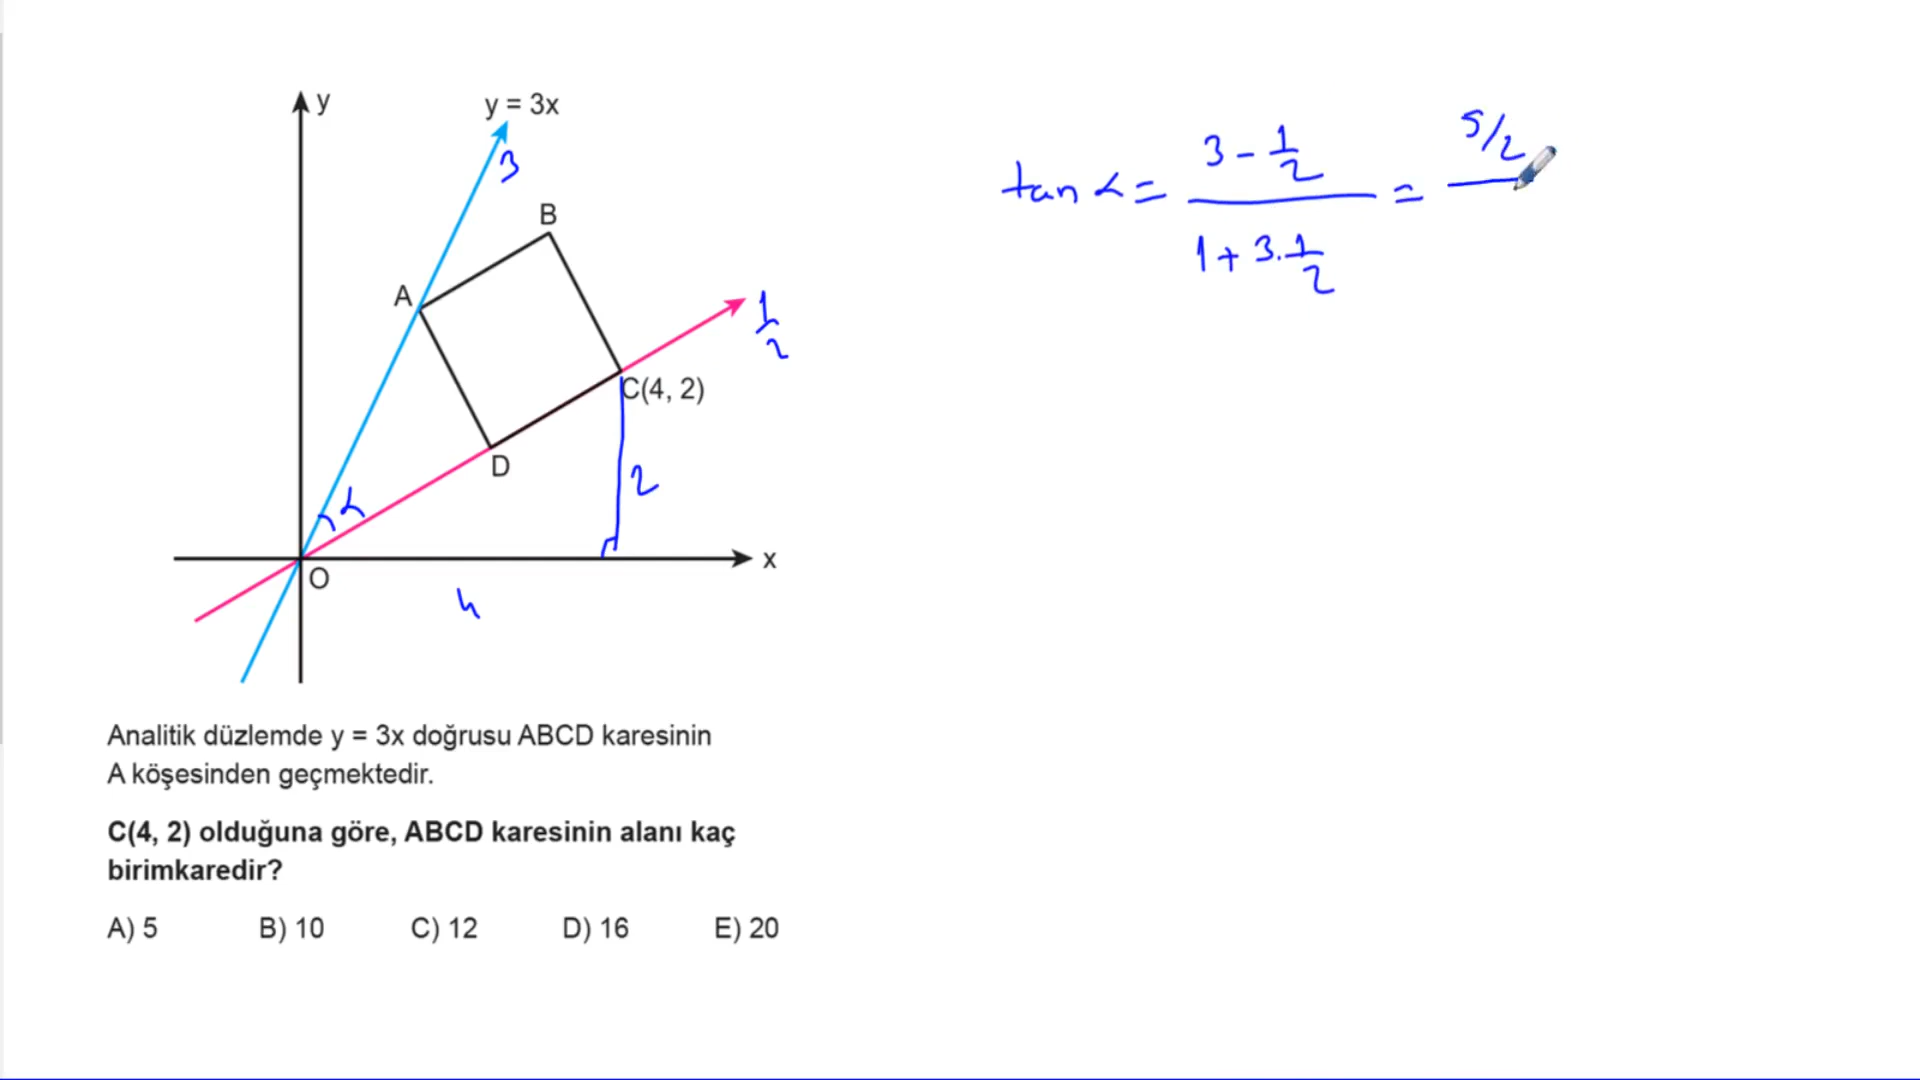 y
y = 3x
3
B
A
1/2
C(4, 2)
D
2
α
x
O
4
tan α = (3 - 1/2)/(1 + 3.1/2) = 5/2
Analitik düzlemde y = 3x doğrusu ABCD karesinin
A köşesinden geçmektedir.
C(4, 2) olduğuna göre, ABCD karesinin alanı kaç
birimkaredir?
A) 5 B) 10 C) 12 D) 16 E) 20